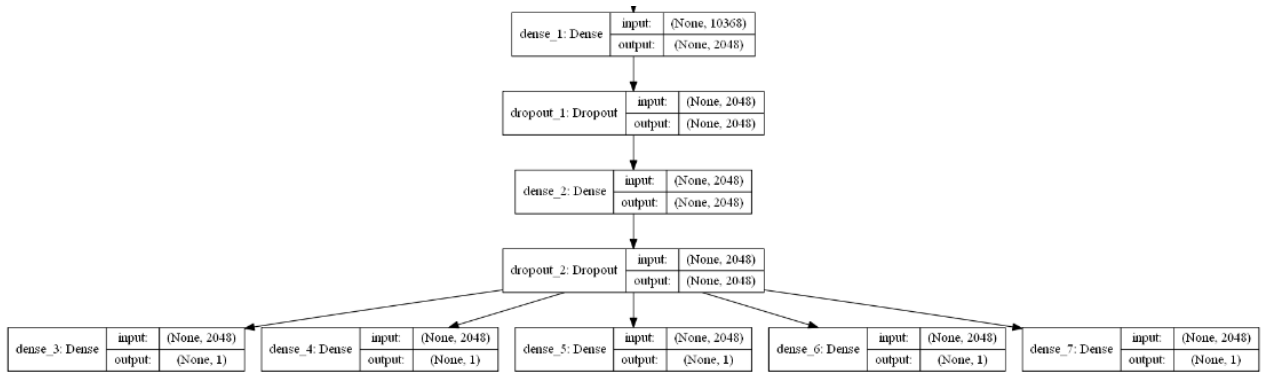 dense_1: Dense input: (None, 10368)
output: (None, 2048)
dropout_1: Dropout input: (None, 2048)
output: (None, 2048)
dense_2: Dense input: (None, 2048)
output: (None, 2048)
dropout_2: Dropout input: (None, 2048)
output: (None, 2048)
dense_3: Dense input: (None, 2048)
output: (None, 1)
dense_4: Dense input: (None, 2048)
output: (None, 1)
dense_5: Dense input: (None, 2048)
output: (None, 1)
dense_6: Dense input: (None, 2048)
output: (None, 1)
dense_7: Dense input: (None, 2048)
output: (None, 1)